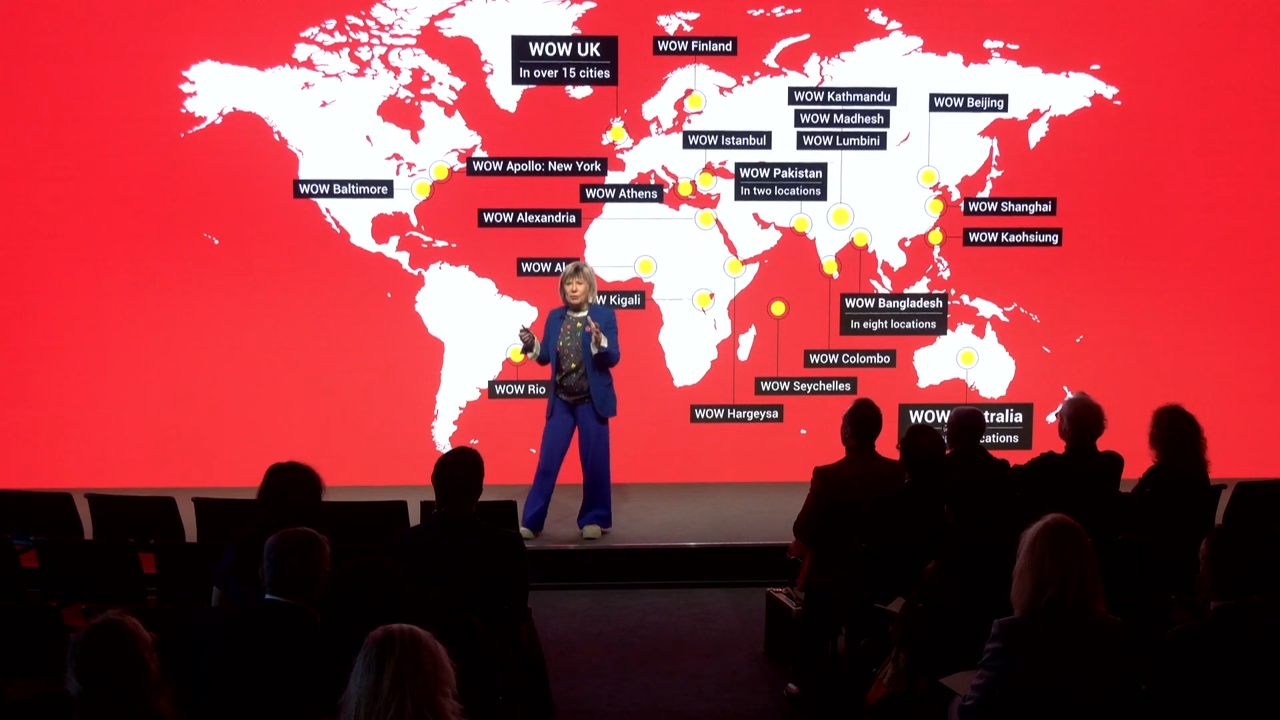 WOW UK
In over 15 cities
WOW Finland
WOW Kathmandu
WOW Madhesh
WOW Lumbini
WOW Beijing
WOW Istanbul
WOW Apollo: New York
WOW Pakistan
In two locations
WOW Baltimore
WOW Athens
WOW Alexandria
WOW Shanghai
WOW Kaohsiung
WOW
Kigali
WOW Bangladesh
In eight locations
WOW Colombo
WOW Rio
WOW Seychelles
WOW Hargeysa
WOW